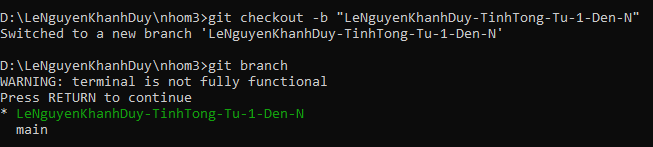 D:\LeNguyenKhanhDuy\nhom3>git checkout -b "LeNguyenKhanhDuy-TinhTong-Tu-1-Den-N"
Switched to a new branch 'LeNguyenKhanhDuy-TinhTong-Tu-1-Den-N'
D:\LeNguyenKhanhDuy\nhom3>git branch
WARNING: terminal is not fully functional
Press RETURN to continue
* LeNguyenKhanhDuy-TinhTong-Tu-1-Den-N
main